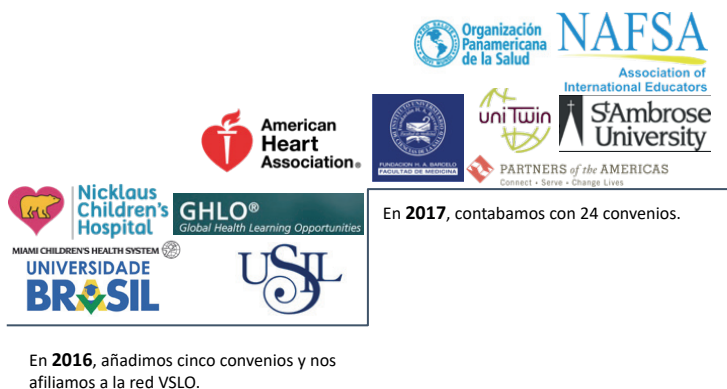 Organización
Panamericana
de la Salud
NAFSA
Association of
International Educators
FUNDACION H. A. BARCELO
FACULTAD DE MEDICINA
uniTwin
StAmbrose
University
PARTNERS of the AMERICAS
Connect • Serve • Change Lives
American
Heart
Association®
Nicklaus
Children's
Hospital
MIAMI CHILDREN'S HEALTH SYSTEM
GHLO®
Global Health Learning Opportunities
UNIVERSIDADE
BRASIL
USIL
En 2017, contabamos con 24 convenios.
En 2016, añadimos cinco convenios y nos
afiliamos a la red VSLO.